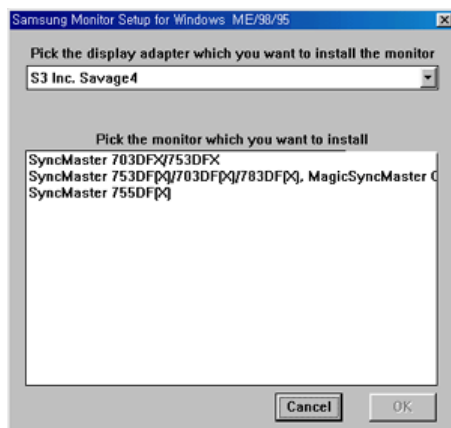 Samsung Monitor Setup for Windows ME/98/95
Pick the display adapter which you want to install the monitor
S3 Inc. Savage4
Pick the monitor which you want to install
SyncMaster 703DFX/753DFX
SyncMaster 753DF(X)/703DF(X)/783DF(X), MagicSyncMaster
SyncMaster 755DF(X)
Cancel
OK